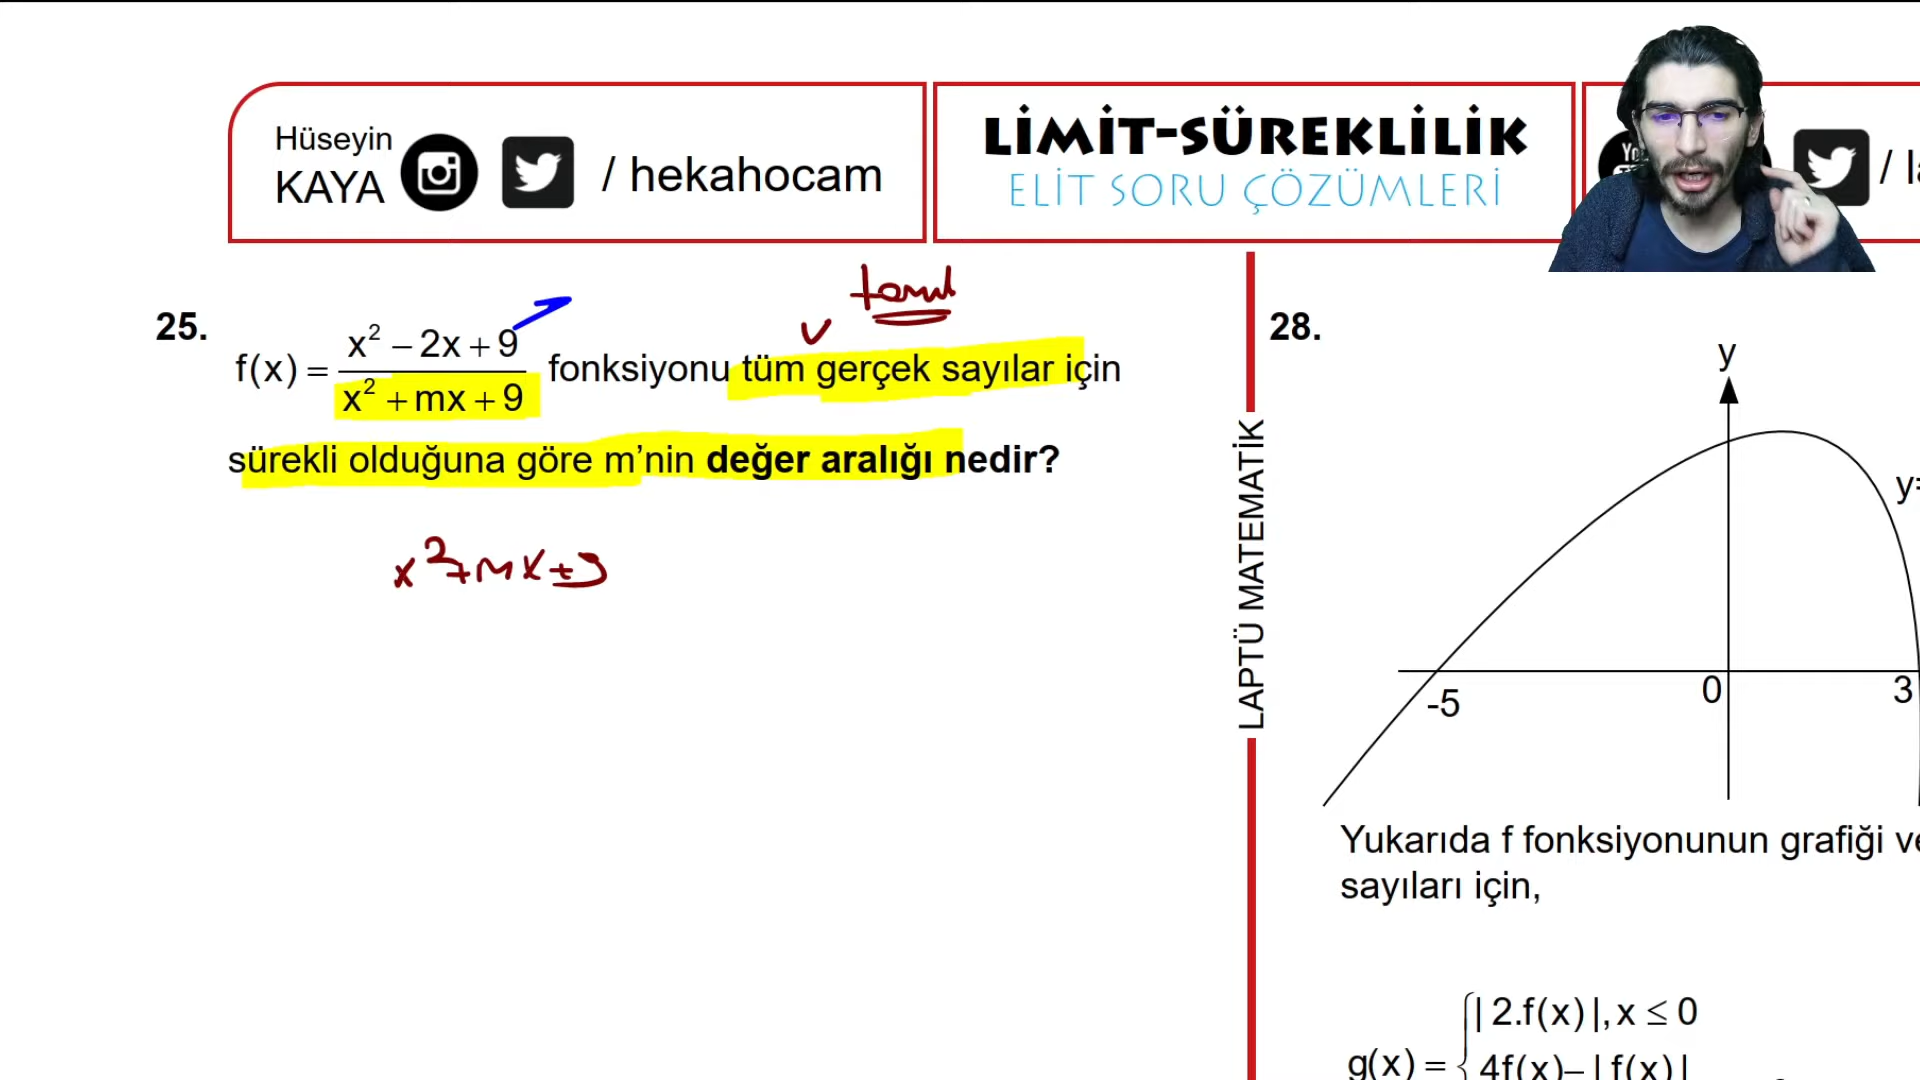 Hüseyin
KAYA
/ hekahocam
LİMİT-SÜREKLİLİK
ELİT SORU ÇÖZÜMLERİ
/ la
25.
f(x) = (x² – 2x + 9)/(x² + mx + 9) fonksiyonu tüm gerçek sayılar için
sürekli olduğuna göre m’nin değer aralığı nedir?
x²+mx+9
LAPTÜ MATEMATİK
28.
y
y=
-5
0
3
Yukarıda f fonksiyonunun grafiği ve
sayıları için,
g(x) = { | 2.f(x) |, x ≤ 0
4f(x)– | f(x) |